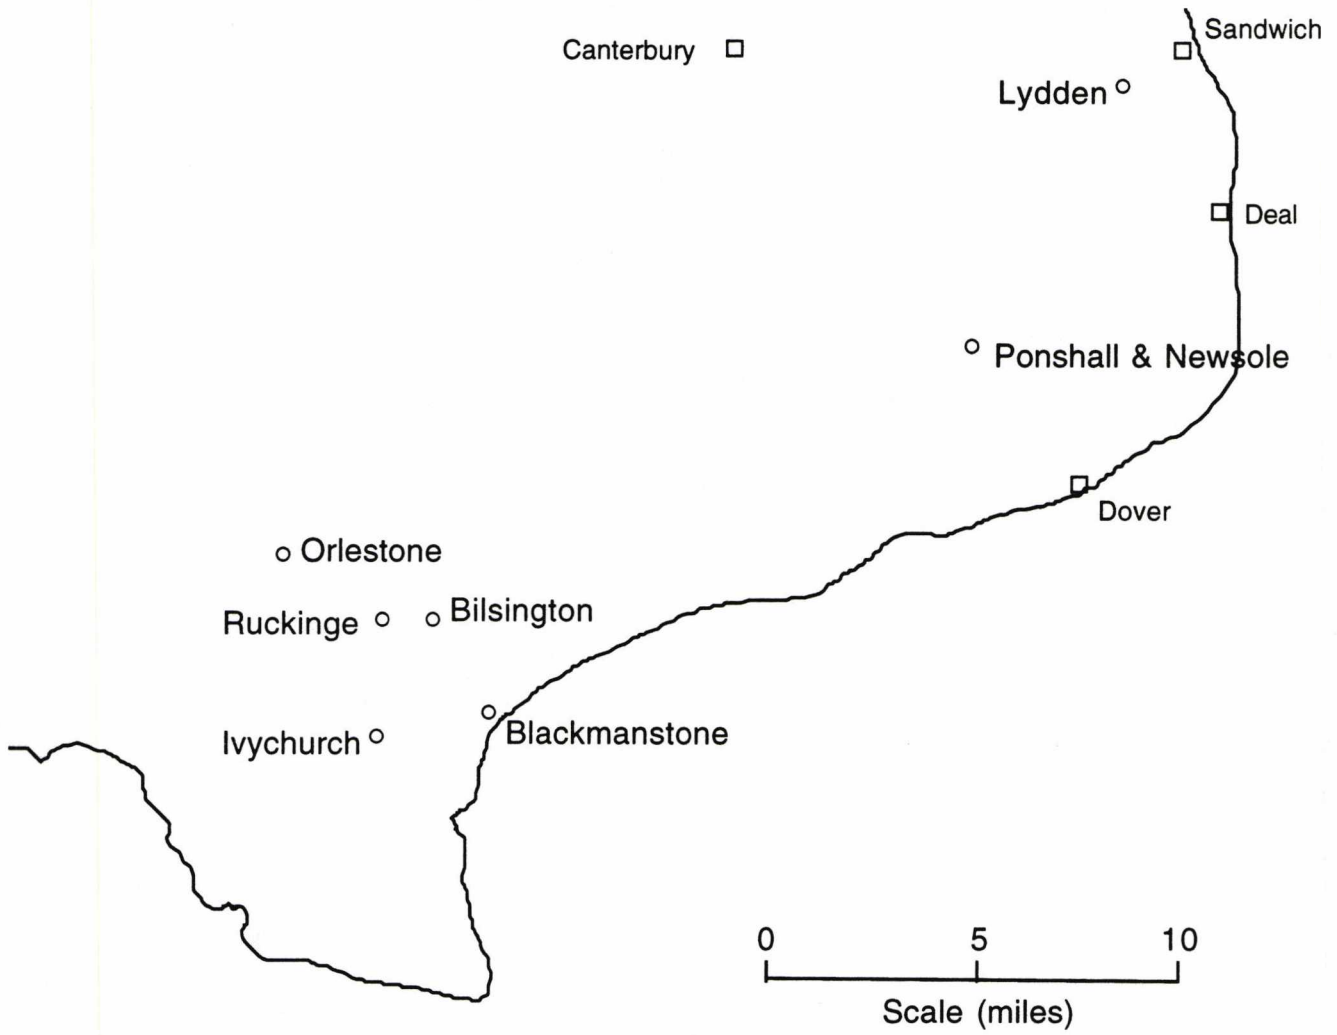 Sandwich
Canterbury
Lydden
Deal
Ponshall & Newsole
Dover
Orlestone
Bilsington
Ruckinge
Blackmanstone
Ivychurch
0 5 10
Scale (miles)